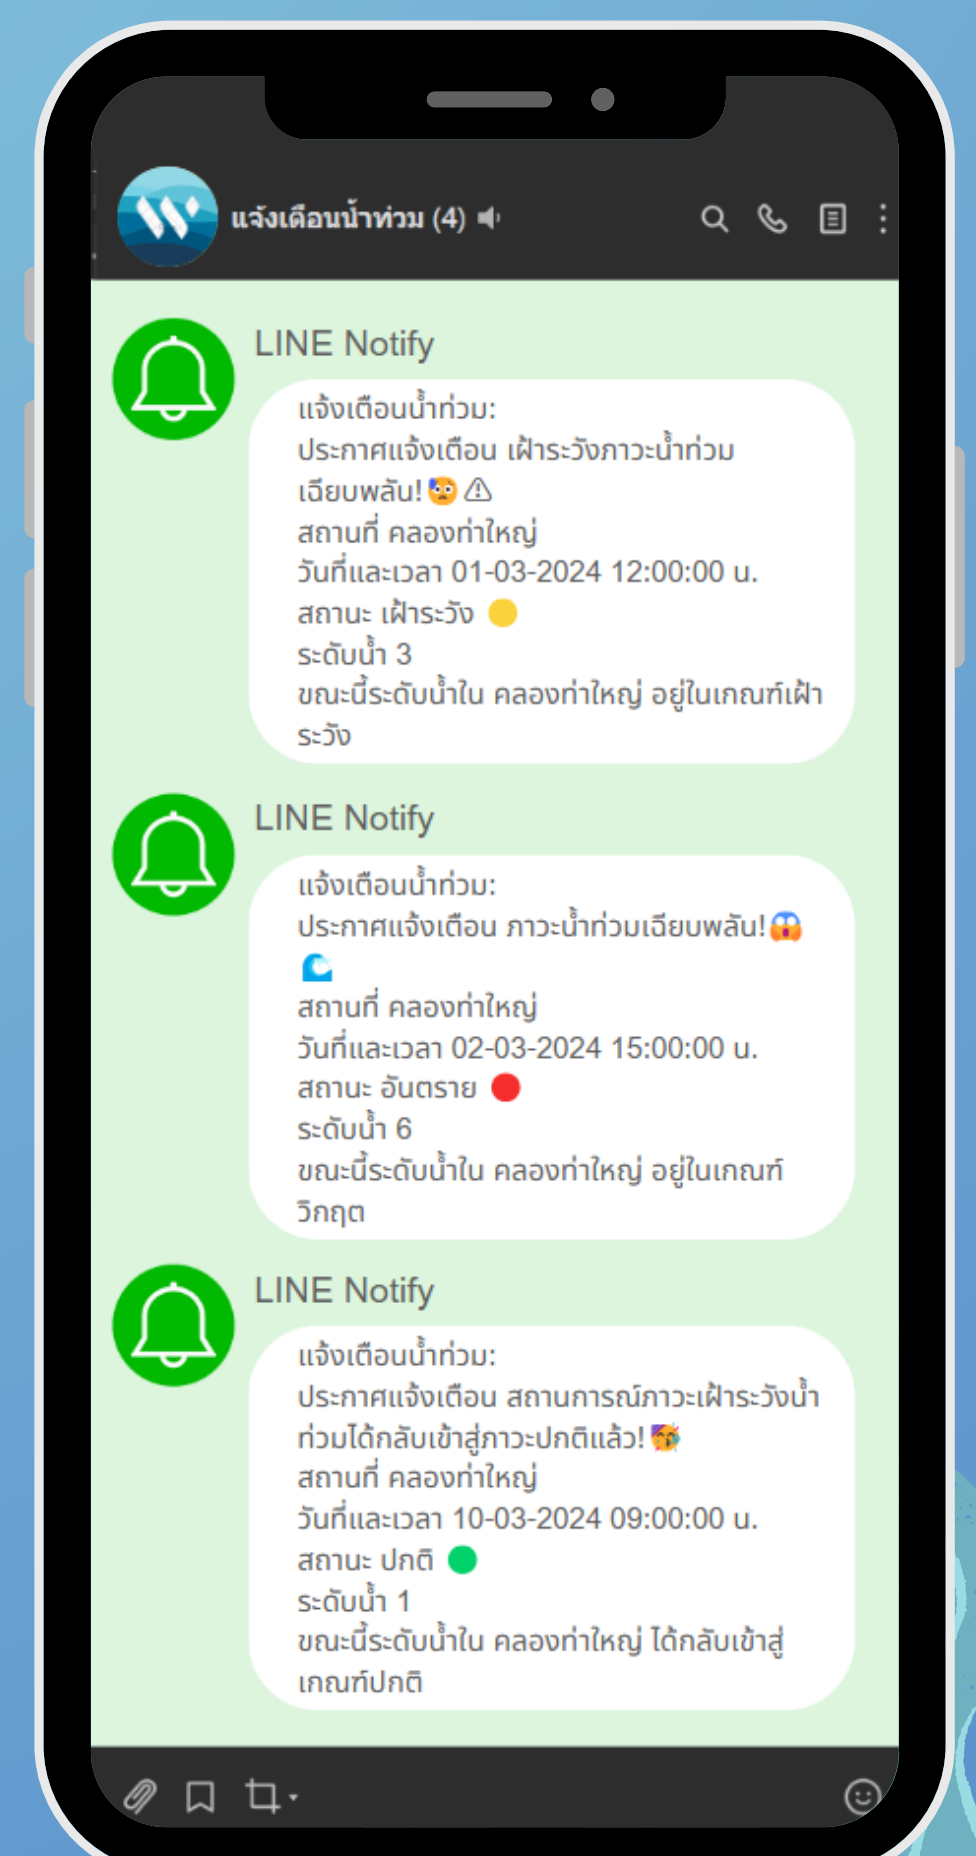 แจ้งเตือนน้ำท่วม (4)
LINE Notify
แจ้งเตือนน้ำท่วม:
ประกาศแจ้งเตือน เฝ้าระวังภาวะน้ำท่วม
เฉียบพลัน!😰⚠
สถานที่ คลองท่าใหญ่
วันที่และเวลา 01-03-2024 12:00:00 น.
สถานะ เฝ้าระวัง 🟡
ระดับน้ำ 3
ขณะนี้ระดับน้ำใน คลองท่าใหญ่ อยู่ในเกณฑ์เฝ้า
ระวัง
LINE Notify
แจ้งเตือนน้ำท่วม:
ประกาศแจ้งเตือน ภาวะน้ำท่วมเฉียบพลัน!😱
🌊
สถานที่ คลองท่าใหญ่
วันที่และเวลา 02-03-2024 15:00:00 น.
สถานะ อันตราย 🔴
ระดับน้ำ 6
ขณะนี้ระดับน้ำใน คลองท่าใหญ่ อยู่ในเกณฑ์
วิกฤต
LINE Notify
แจ้งเตือนน้ำท่วม:
ประกาศแจ้งเตือน สถานการณ์ภาวะเฝ้าระวังน้ำ
ท่วมได้กลับเข้าสู่ภาวะปกติแล้ว!🥳
สถานที่ คลองท่าใหญ่
วันที่และเวลา 10-03-2024 09:00:00 น.
สถานะ ปกติ 🟢
ระดับน้ำ 1
ขณะนี้ระดับน้ำใน คลองท่าใหญ่ ได้กลับเข้าสู่
เกณฑ์ปกติ